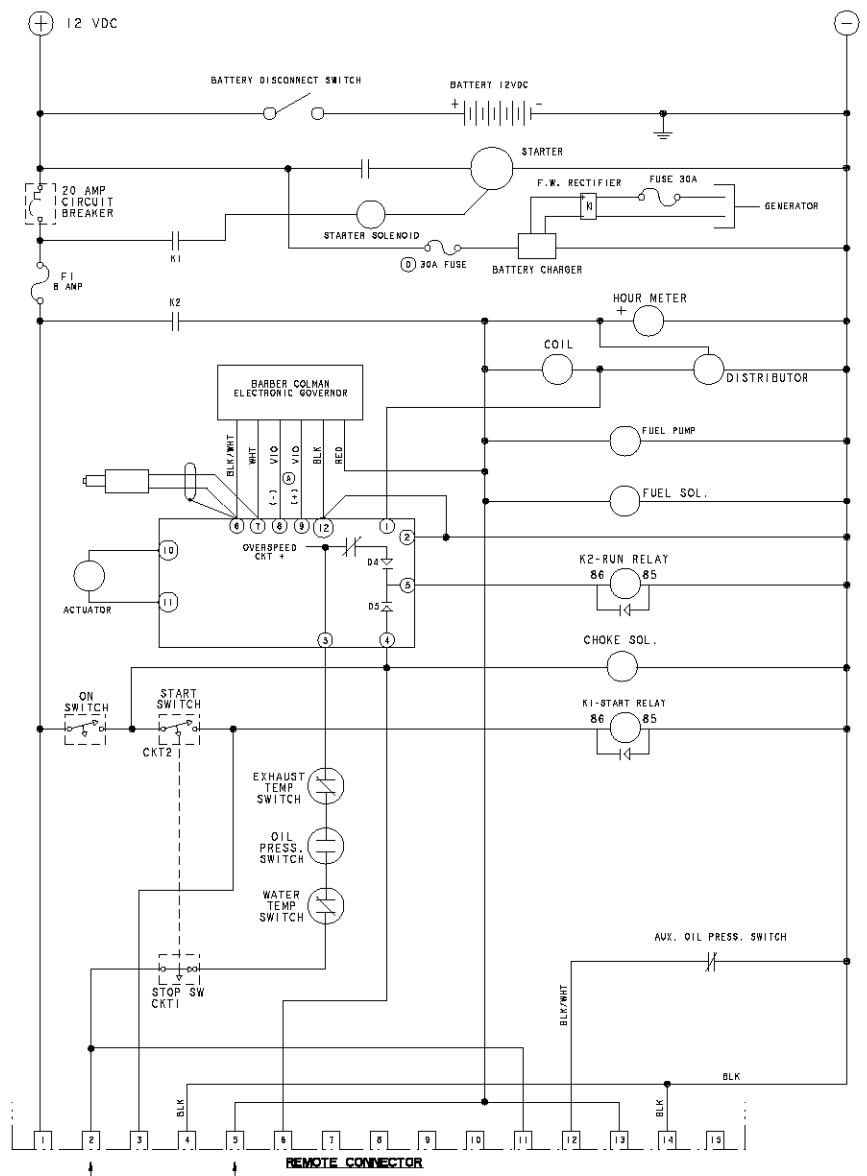 12 VDC
BATTERY DISCONNECT SWITCH
BATTERY 12VDC
+ -
STARTER
20 AMP
CIRCUIT
BREAKER
F.W. RECTIFIER
FUSE 30A
GENERATOR
STARTER SOLENOID
K1
D 30A FUSE
BATTERY CHARGER
F1
8 AMP
K2
HOUR METER
+
COIL
DISTRIBUTOR
BARBER COLMAN
ELECTRONIC GOVERNOR
BLK/WHT
WHT
VIO
VIO
BLK
RED
(-)
(+)
A
FUEL PUMP
FUEL SOL.
6 7 8 9 12 1
2
OVERSPEED
CKT +
10
D4
5
D5
11
3 4
ACTUATOR
K2-RUN RELAY
86 85
CHOKE SOL.
ON
SWITCH
START
SWITCH
CKT2
K1-START RELAY
86 85
EXHAUST
TEMP
SWITCH
OIL
PRESS.
SWITCH
WATER
TEMP
SWITCH
STOP SW
CKT1
AUX. OIL PRESS. SWITCH
BLK/WHT
BLK
BLK
BLK
1 2 3 4 5 6 7 8 9 10 11 12 13 14 15
REMOTE CONNECTOR